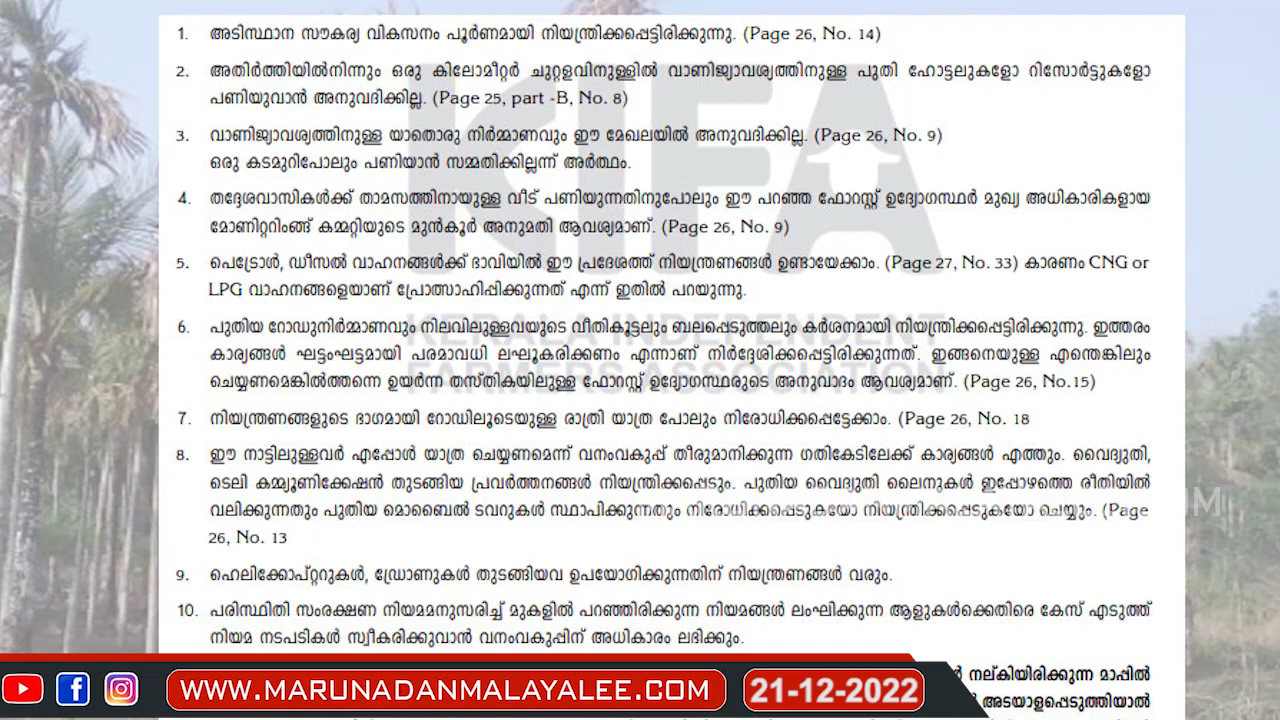 1. അടിസ്ഥാന സൗകര്യ വികസനം പൂർണമായി നിയന്ത്രിക്കപ്പെട്ടിരിക്കുന്നു. (Page 26, No. 14)
2. അതിർത്തിയിൽനിന്നും ഒരു കിലോമീറ്റർ ചുറ്റളവിനുള്ളിൽ വാണിജ്യാവശ്യത്തിനുള്ള പുതി ഹോട്ടലുകളോ റിസോർട്ടുകളോ
പണിയുവാൻ അനുവദിക്കില്ല. (Page 25, part -B, No. 8)
3. വാണിജ്യാവശ്യത്തിനുള്ള യാതൊരു നിർമ്മാണവും ഈ മേഖലയിൽ അനുവദിക്കില്ല. (Page 26, No. 9)
ഒരു കടമുറിപോലും പണിയാൻ സമ്മതിക്കില്ലന്ന് അർത്ഥം.
4. തദ്ദേശവാസികൾക്ക് താമസത്തിനായുള്ള വീട് പണിയുന്നതിനുപോലും ഈ പറഞ്ഞ ഫോറസ്റ്റ് ഉദ്യോഗസ്ഥർ മുഖ്യ അധികാരികളായ
മോണിറ്ററിംങ്ങ് കമ്മറ്റിയുടെ മുൻകൂർ അനുമതി ആവശ്യമാണ്. (Page 26, No. 9)
5. പെട്രോൾ, ഡീസൽ വാഹനങ്ങൾക്ക് ഭാവിയിൽ ഈ പ്രദേശത്ത് നിയന്ത്രണങ്ങൾ ഉണ്ടായേക്കാം. (Page 27, No. 33) കാരണം CNG or
LPG വാഹനങ്ങളെയാണ് പ്രോത്സാഹിപ്പിക്കുന്നത് എന്ന് ഇതിൽ പറയുന്നു.
6. പുതിയ റോഡുനിർമ്മാണവും നിലവിലുള്ളവയുടെ വീതികൂട്ടലും ബലപ്പെടുത്തലും കർശനമായി നിയന്ത്രിക്കപ്പെട്ടിരിക്കുന്നു. ഇത്തരം
കാര്യങ്ങൾ ഘട്ടംഘട്ടമായി പരമാവധി ലഘൂകരിക്കണം എന്നാണ് നിർദ്ദേശിക്കപ്പെട്ടിരിക്കുന്നത്. ഇങ്ങനെയുള്ള എന്തെങ്കിലും
ചെയ്യണമെങ്കിൽത്തന്നെ ഉയർന്ന തസ്തികയിലുള്ള ഫോറസ്റ്റ് ഉദ്യോഗസ്ഥരുടെ അനുവാദം ആവശ്യമാണ്. (Page 26, No.15)
7. നിയന്ത്രണങ്ങളുടെ ഭാഗമായി റോഡിലൂടെയുള്ള രാത്രി യാത്ര പോലും നിരോധിക്കപ്പെട്ടേക്കാം. (Page 26, No. 18
8. ഈ നാട്ടിലുള്ളവർ എപ്പോൾ യാത്ര ചെയ്യണമെന്ന് വനംവകുപ്പ് തീരുമാനിക്കുന്ന ഗതികേടിലേക്ക് കാര്യങ്ങൾ എത്തും. വൈദ്യുതി,
ടെലി കമ്മ്യൂണിക്കേഷൻ തുടങ്ങിയ പ്രവർത്തനങ്ങൾ നിയന്ത്രിക്കപ്പെടും. പുതിയ വൈദ്യുതി ലൈനുകൾ ഇപ്പോഴത്തെ രീതിയിൽ
വലിക്കുന്നതും പുതിയ മൊബൈൽ ടവറുകൾ സ്ഥാപിക്കുന്നതും നിരോധിക്കപ്പെടുകയോ നിയന്ത്രിക്കപ്പെടുകയോ ചെയ്യും. (Page
26, No. 13
9. ഹെലിക്കോപ്റ്ററുകൾ, ഡ്രോണുകൾ തുടങ്ങിയവ ഉപയോഗിക്കുന്നതിന് നിയന്ത്രണങ്ങൾ വരും.
10. പരിസ്ഥിതി സംരക്ഷണ നിയമമനുസരിച്ച് മുകളിൽ പറഞ്ഞിരിക്കുന്ന നിയമങ്ങൾ ലംഘിക്കുന്ന ആളുകൾക്കെതിരെ കേസ് എടുത്ത്
നിയമ നടപടികൾ സ്വീകരിക്കുവാൻ വനംവകുപ്പിന് അധികാരം ലഭിക്കും.
നല്കിയിരിക്കുന്ന മാപ്പിൽ
അടയാളപ്പെടുത്തിയാൽ
KIFA
KERALA INDEPENDENT
FARMERS ASSOCIATION
WWW.MARUNADANMALAYALEE.COM
21-12-2022